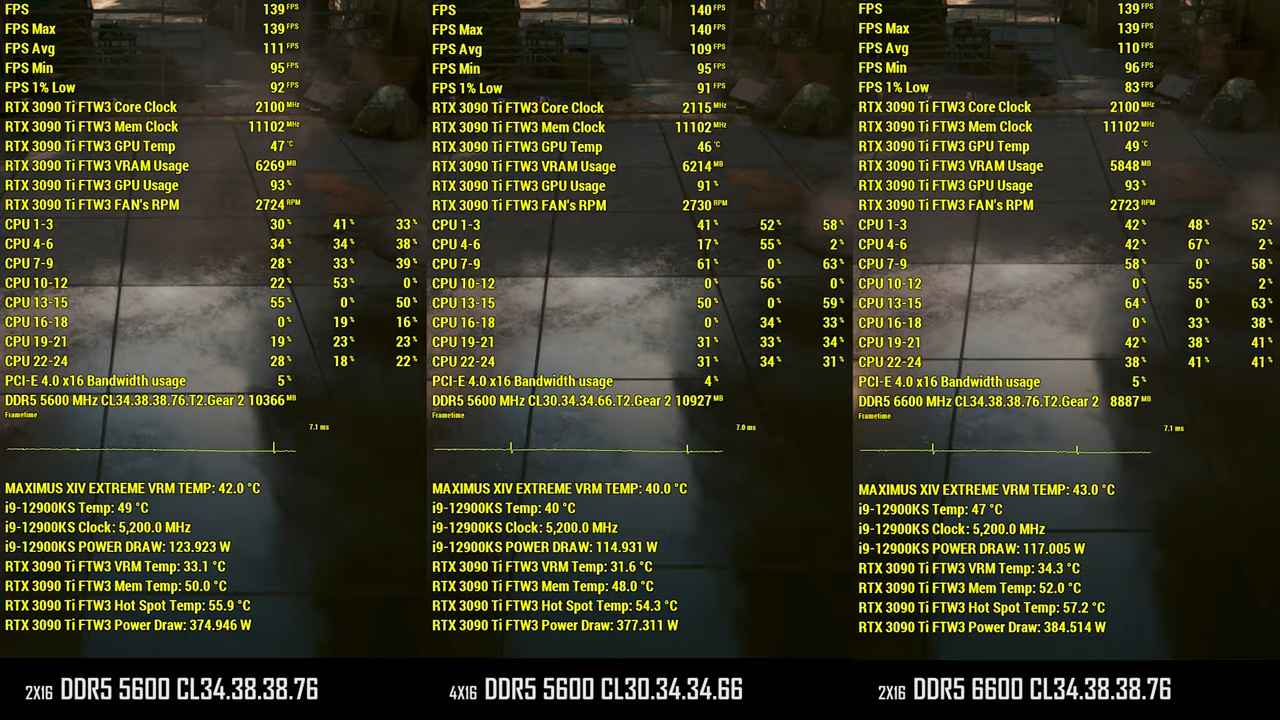 FPS 139 FPS
FPS Max 139 FPS
FPS Avg 111 FPS
FPS Min 95 FPS
FPS 1% Low 92 FPS
RTX 3090 Ti FTW3 Core Clock 2100 MHz
RTX 3090 Ti FTW3 Mem Clock 11102 MHz
RTX 3090 Ti FTW3 GPU Temp 47 °C
RTX 3090 Ti FTW3 VRAM Usage 6269 MB
RTX 3090 Ti FTW3 GPU Usage 93 %
RTX 3090 Ti FTW3 FAN's RPM 2724 RPM
CPU 1-3 30 % 41 % 33 %
CPU 4-6 34 % 34 % 38 %
CPU 7-9 28 % 33 % 39 %
CPU 10-12 22 % 53 % 0 %
CPU 13-15 55 % 0 % 50 %
CPU 16-18 0 % 19 % 16 %
CPU 19-21 19 % 23 % 23 %
CPU 22-24 28 % 18 % 22 %
PCI-E 4.0 x16 Bandwidth usage 5 %
DDR5 5600 MHz CL34.38.38.76.T2.Gear 2 10366 MB
Frametime
7.1 ms
MAXIMUS XIV EXTREME VRM TEMP: 42.0 °C
i9-12900KS Temp: 49 °C
i9-12900KS Clock: 5,200.0 MHz
i9-12900KS POWER DRAW: 123.923 W
RTX 3090 Ti FTW3 VRM Temp: 33.1 °C
RTX 3090 Ti FTW3 Mem Temp: 50.0 °C
RTX 3090 Ti FTW3 Hot Spot Temp: 55.9 °C
RTX 3090 Ti FTW3 Power Draw: 374.946 W
2X16 DDR5 5600 CL34.38.38.76
FPS 140 FPS
FPS Max 140 FPS
FPS Avg 109 FPS
FPS Min 95 FPS
FPS 1% Low 91 FPS
RTX 3090 Ti FTW3 Core Clock 2115 MHz
RTX 3090 Ti FTW3 Mem Clock 11102 MHz
RTX 3090 Ti FTW3 GPU Temp 46 °C
RTX 3090 Ti FTW3 VRAM Usage 6214 MB
RTX 3090 Ti FTW3 GPU Usage 91 %
RTX 3090 Ti FTW3 FAN's RPM 2730 RPM
CPU 1-3 41 % 52 % 58 %
CPU 4-6 17 % 55 % 2 %
CPU 7-9 61 % 0 % 63 %
CPU 10-12 0 % 56 % 0 %
CPU 13-15 50 % 0 % 59 %
CPU 16-18 0 % 34 % 33 %
CPU 19-21 31 % 33 % 34 %
CPU 22-24 31 % 34 % 31 %
PCI-E 4.0 x16 Bandwidth usage 4 %
DDR5 5600 MHz CL30.34.34.66.T2.Gear 2 10927 MB
Frametime
7.0 ms
MAXIMUS XIV EXTREME VRM TEMP: 40.0 °C
i9-12900KS Temp: 40 °C
i9-12900KS Clock: 5,200.0 MHz
i9-12900KS POWER DRAW: 114.931 W
RTX 3090 Ti FTW3 VRM Temp: 31.6 °C
RTX 3090 Ti FTW3 Mem Temp: 48.0 °C
RTX 3090 Ti FTW3 Hot Spot Temp: 54.3 °C
RTX 3090 Ti FTW3 Power Draw: 377.311 W
4X16 DDR5 5600 CL30.34.34.66
FPS 139 FPS
FPS Max 139 FPS
FPS Avg 110 FPS
FPS Min 96 FPS
FPS 1% Low 83 FPS
RTX 3090 Ti FTW3 Core Clock 2100 MHz
RTX 3090 Ti FTW3 Mem Clock 11102 MHz
RTX 3090 Ti FTW3 GPU Temp 49 °C
RTX 3090 Ti FTW3 VRAM Usage 5848 MB
RTX 3090 Ti FTW3 GPU Usage 93 %
RTX 3090 Ti FTW3 FAN's RPM 2723 RPM
CPU 1-3 42 % 48 % 52 %
CPU 4-6 42 % 67 % 2 %
CPU 7-9 58 % 0 % 58 %
CPU 10-12 0 % 55 % 2 %
CPU 13-15 64 % 0 % 63 %
CPU 16-18 0 % 33 % 38 %
CPU 19-21 42 % 38 % 41 %
CPU 22-24 38 % 41 % 41 %
PCI-E 4.0 x16 Bandwidth usage 5 %
DDR5 6600 MHz CL34.38.38.76.T2.Gear 2 8887 MB
Frametime
7.1 ms
MAXIMUS XIV EXTREME VRM TEMP: 43.0 °C
i9-12900KS Temp: 47 °C
i9-12900KS Clock: 5,200.0 MHz
i9-12900KS POWER DRAW: 117.005 W
RTX 3090 Ti FTW3 VRM Temp: 34.3 °C
RTX 3090 Ti FTW3 Mem Temp: 52.0 °C
RTX 3090 Ti FTW3 Hot Spot Temp: 57.2 °C
RTX 3090 Ti FTW3 Power Draw: 384.514 W
2X16 DDR5 6600 CL34.38.38.76